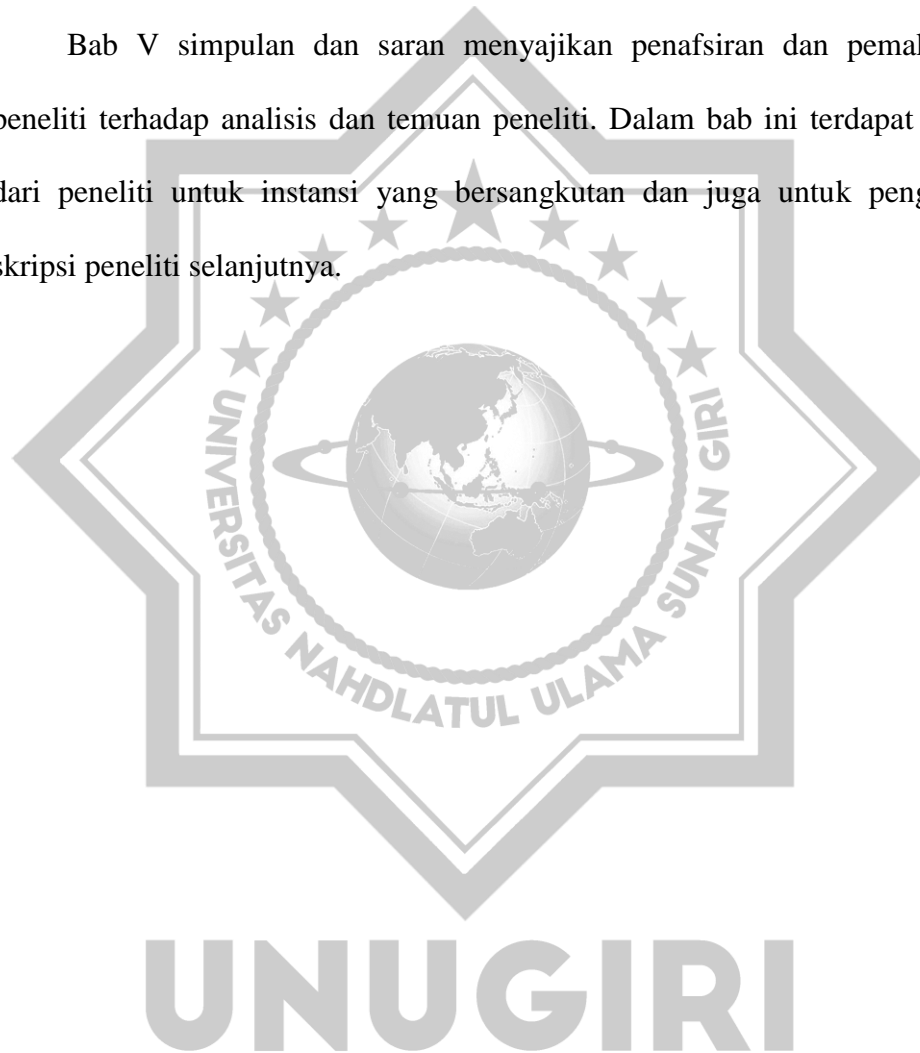 Bab V simpulan dan saran menyajikan penafsiran dan
peneliti terhadap analisis dan temuan peneliti. Dalam bab ini terdapat
dari peneliti untuk instansi yang bersangkutan dan juga untuk
skripsi peneliti selanjutnya.
UNIVERSITAS NAHDLATUL ULAMA SUNAN GIRI
UNUGIRI